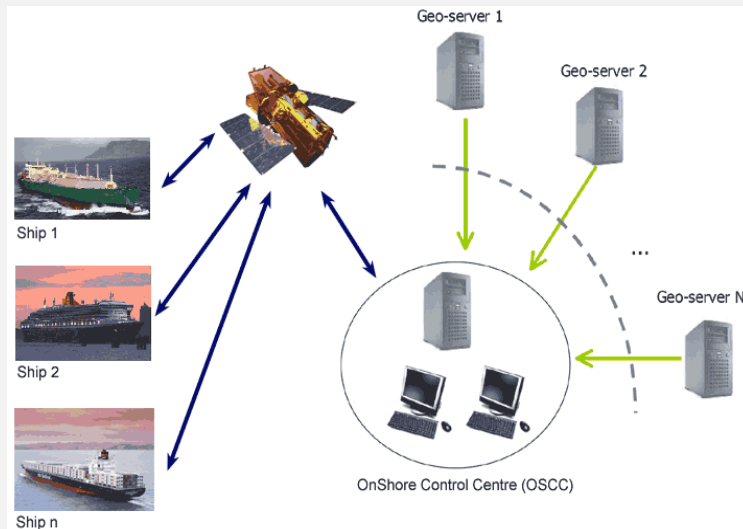 Geo-server 1
Geo-server 2
Ship 1
...
Geo-server N
Ship 2
OnShore Control Centre (OSCC)
Ship n